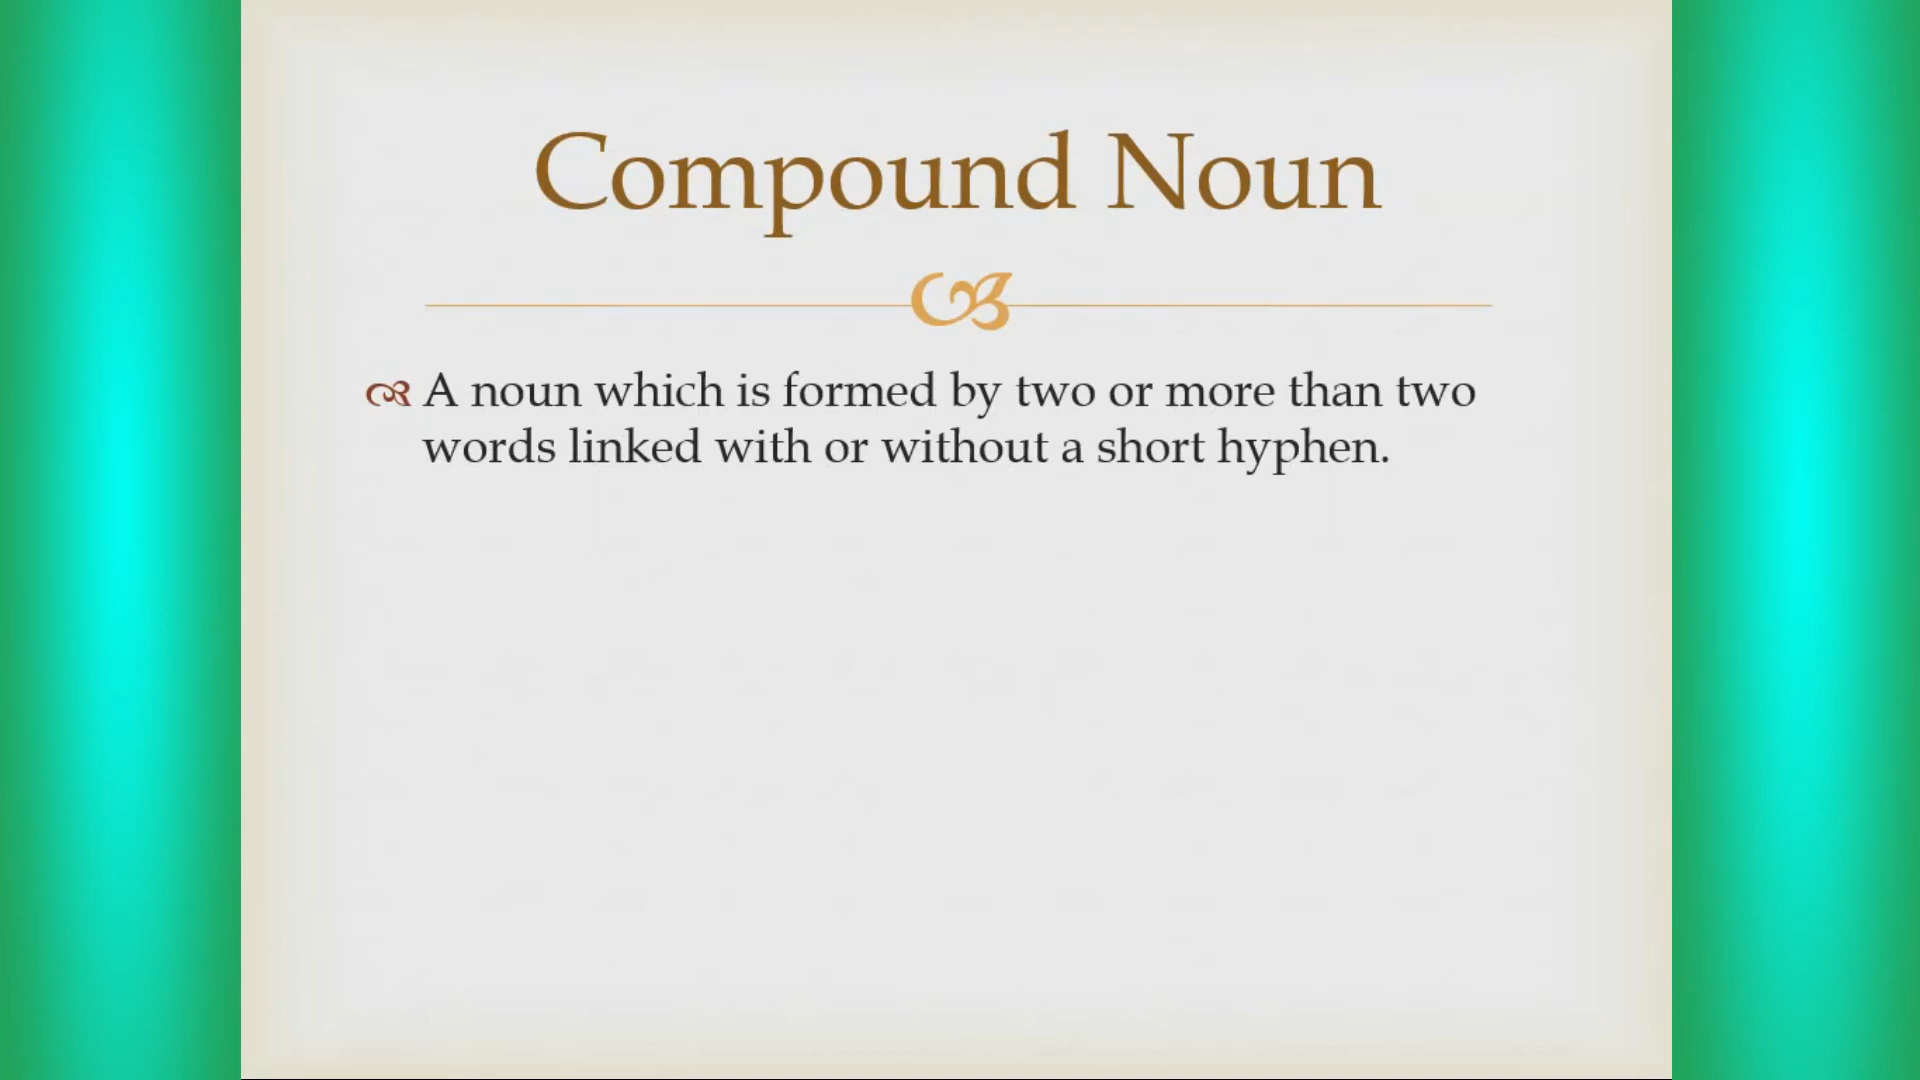 Compound Noun
A noun which is formed by two or more than two
words linked with or without a short hyphen.